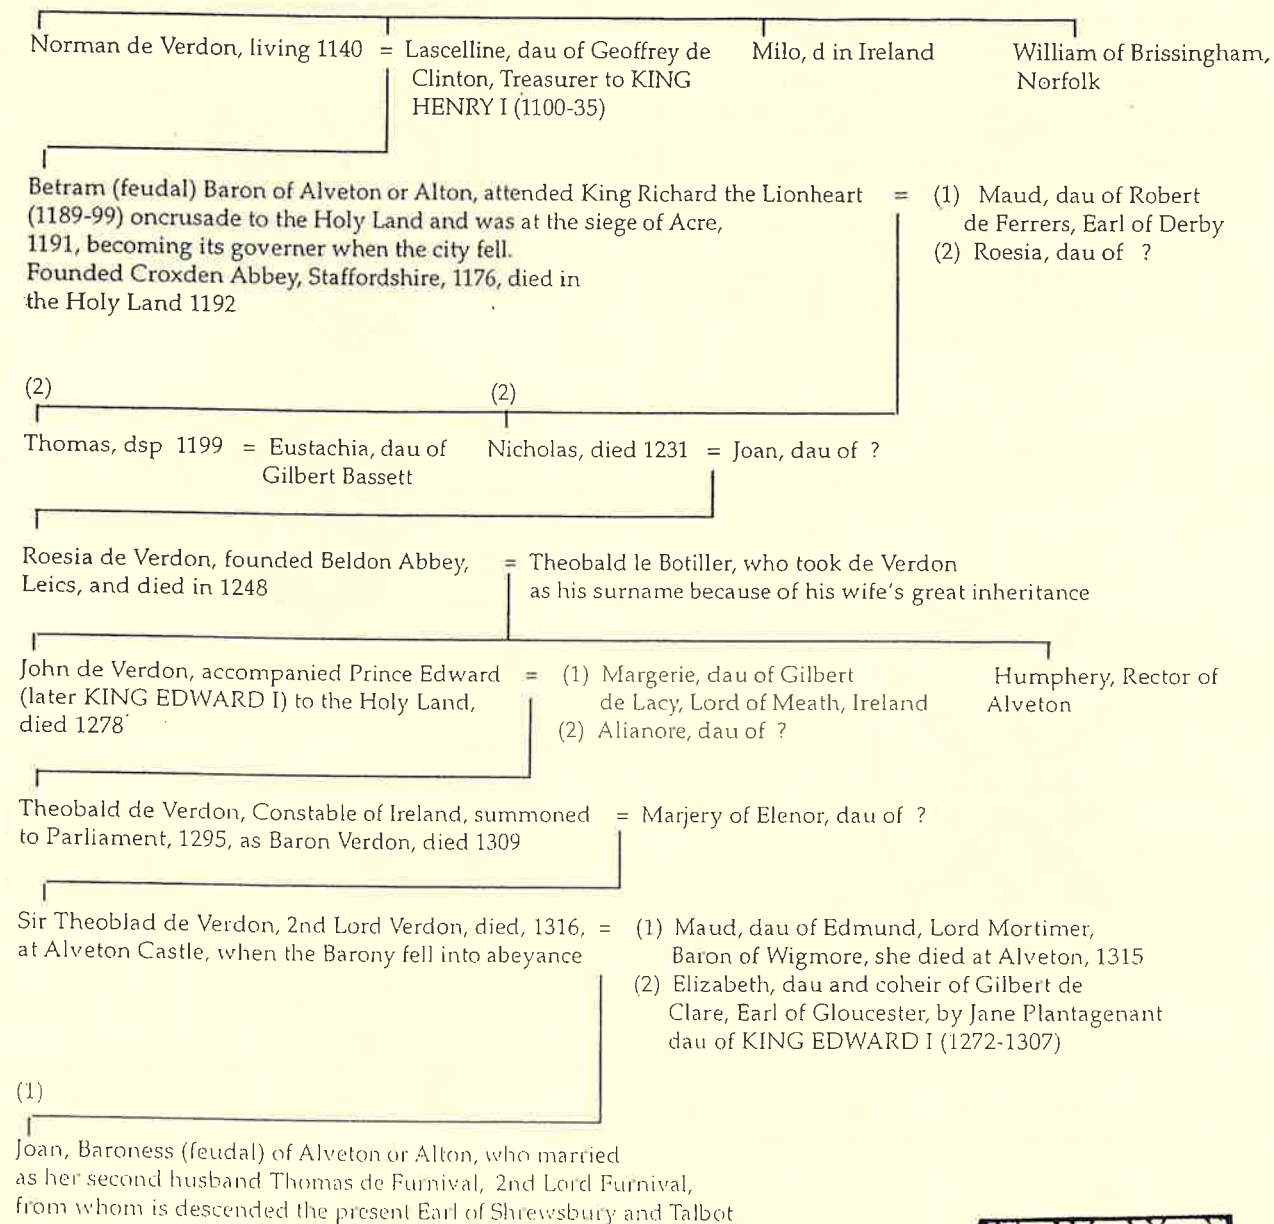 Norman de Verdon, living 1140 = Lascelline, dau of Geoffrey de
Clinton, Treasurer to KING
HENRY I (1100-35)
Milo, d in Ireland
William of Brissingham,
Norfolk
Betram (feudal) Baron of Alveton or Alton, attended King Richard the Lionheart =
(1189-99) oncrusade to the Holy Land and was at the siege of Acre,
1191, becoming its governer when the city fell.
Founded Croxden Abbey, Staffordshire, 1176, died in
the Holy Land 1192
(1) Maud, dau of Robert
de Ferrers, Earl of Derby
(2) Roesia, dau of ?
(2)
(2)
Thomas, dsp 1199 = Eustachia, dau of
Gilbert Bassett
Nicholas, died 1231 = Joan, dau of ?
Roesia de Verdon, founded Beldon Abbey, =
Leics, and died in 1248
Theobald le Botiller, who took de Verdon
as his surname because of his wife's great inheritance
John de Verdon, accompanied Prince Edward =
(later KING EDWARD I) to the Holy Land,
died 1278
(1) Margerie, dau of Gilbert
de Lacy, Lord of Meath, Ireland
(2) Alianore, dau of ?
Humphery, Rector of
Alveton
Theobald de Verdon, Constable of Ireland, summoned =
to Parliament, 1295, as Baron Verdon, died 1309
Marjery of Elenor, dau of ?
Sir Theoblad de Verdon, 2nd Lord Verdon, died, 1316, =
at Alveton Castle, when the Barony fell into abeyance
(1) Maud, dau of Edmund, Lord Mortimer,
Baron of Wigmore, she died at Alveton, 1315
(2) Elizabeth, dau and coheir of Gilbert de
Clare, Earl of Gloucester, by Jane Plantagenant
dau of KING EDWARD I (1272-1307)
(1)
Joan, Baroness (feudal) of Alveton or Alton, who married
as her second husband Thomas de Furnival, 2nd Lord Furnival,
from whom is descended the present Earl of Shrewsbury and Talbot